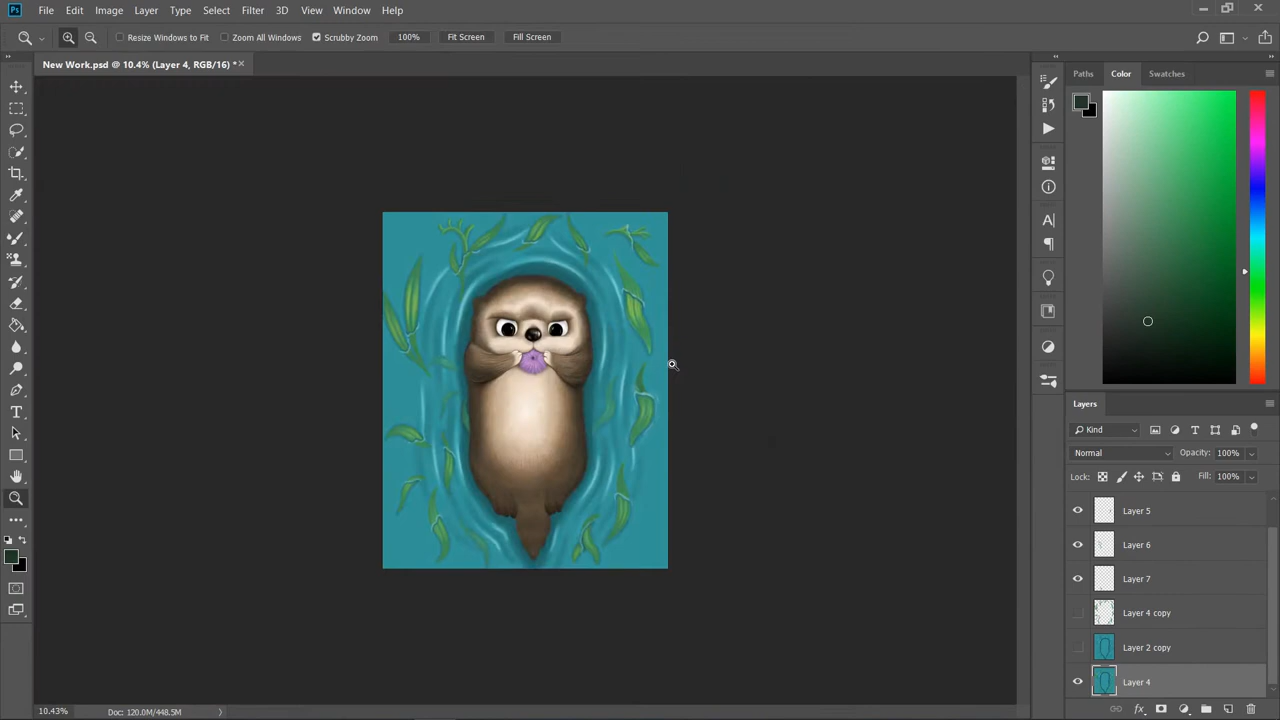 Ps File Edit Image Layer Type Select Filter 3D View Window Help
Resize Windows to Fit Zoom All Windows Scrubby Zoom 100% Fit Screen Fill Screen
New Work.psd @ 10.4% (Layer 4, RGB/16) *
Paths Color Swatches
Layers
Kind
Normal Opacity: 100%
Lock: Fill: 100%
Layer 5
Layer 6
Layer 7
Layer 4 copy
Layer 2 copy
Layer 4
10.43% Doc: 120.0M/448.5M